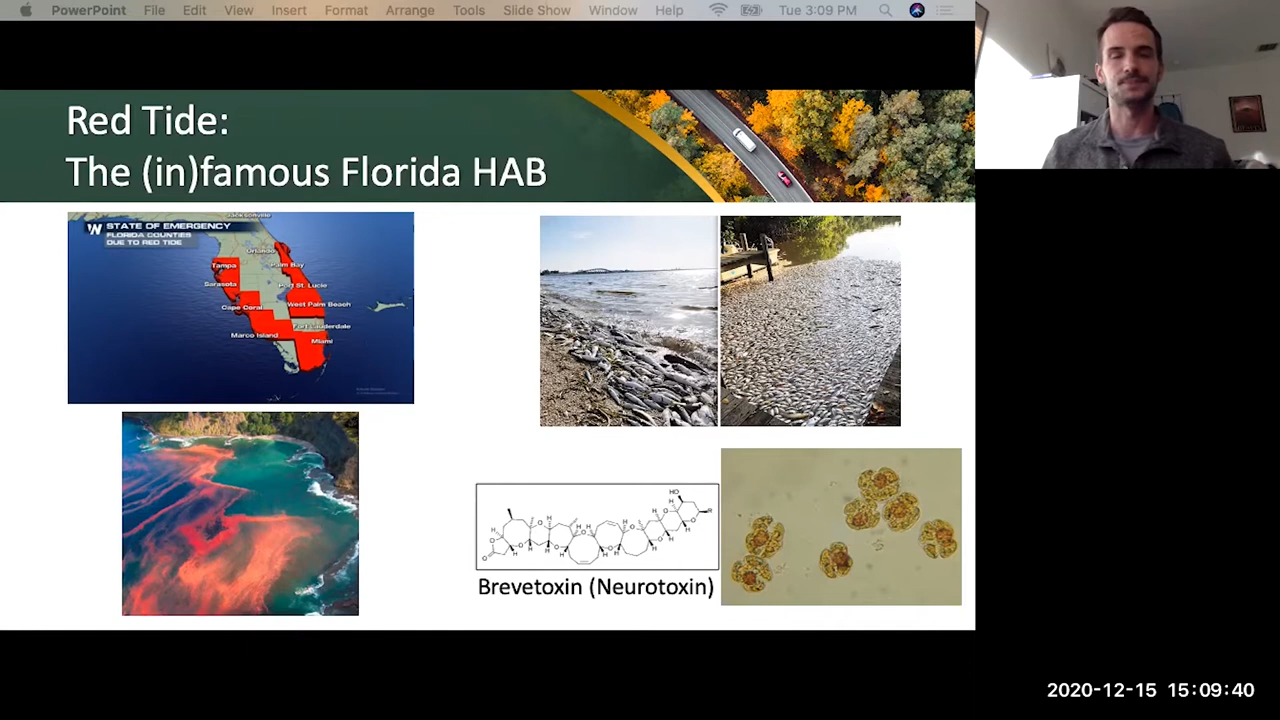 PowerPoint File Edit View Insert Format Arrange Tools Slide Show Window Help Tue 3:09 PM
Red Tide:
The (in)famous Florida HAB
W STATE OF EMERGENCY
FLORIDA COUNTIES
DUE TO RED TIDE
Jacksonville
Orlando
Tampa
Palm Bay
Sarasota
Port St. Lucie
Cape Coral
West Palm Beach
Fort Lauderdale
Marco Island
Miami
HO
H
O
R
Brevetoxin (Neurotoxin)
2020-12-15 15:09:40